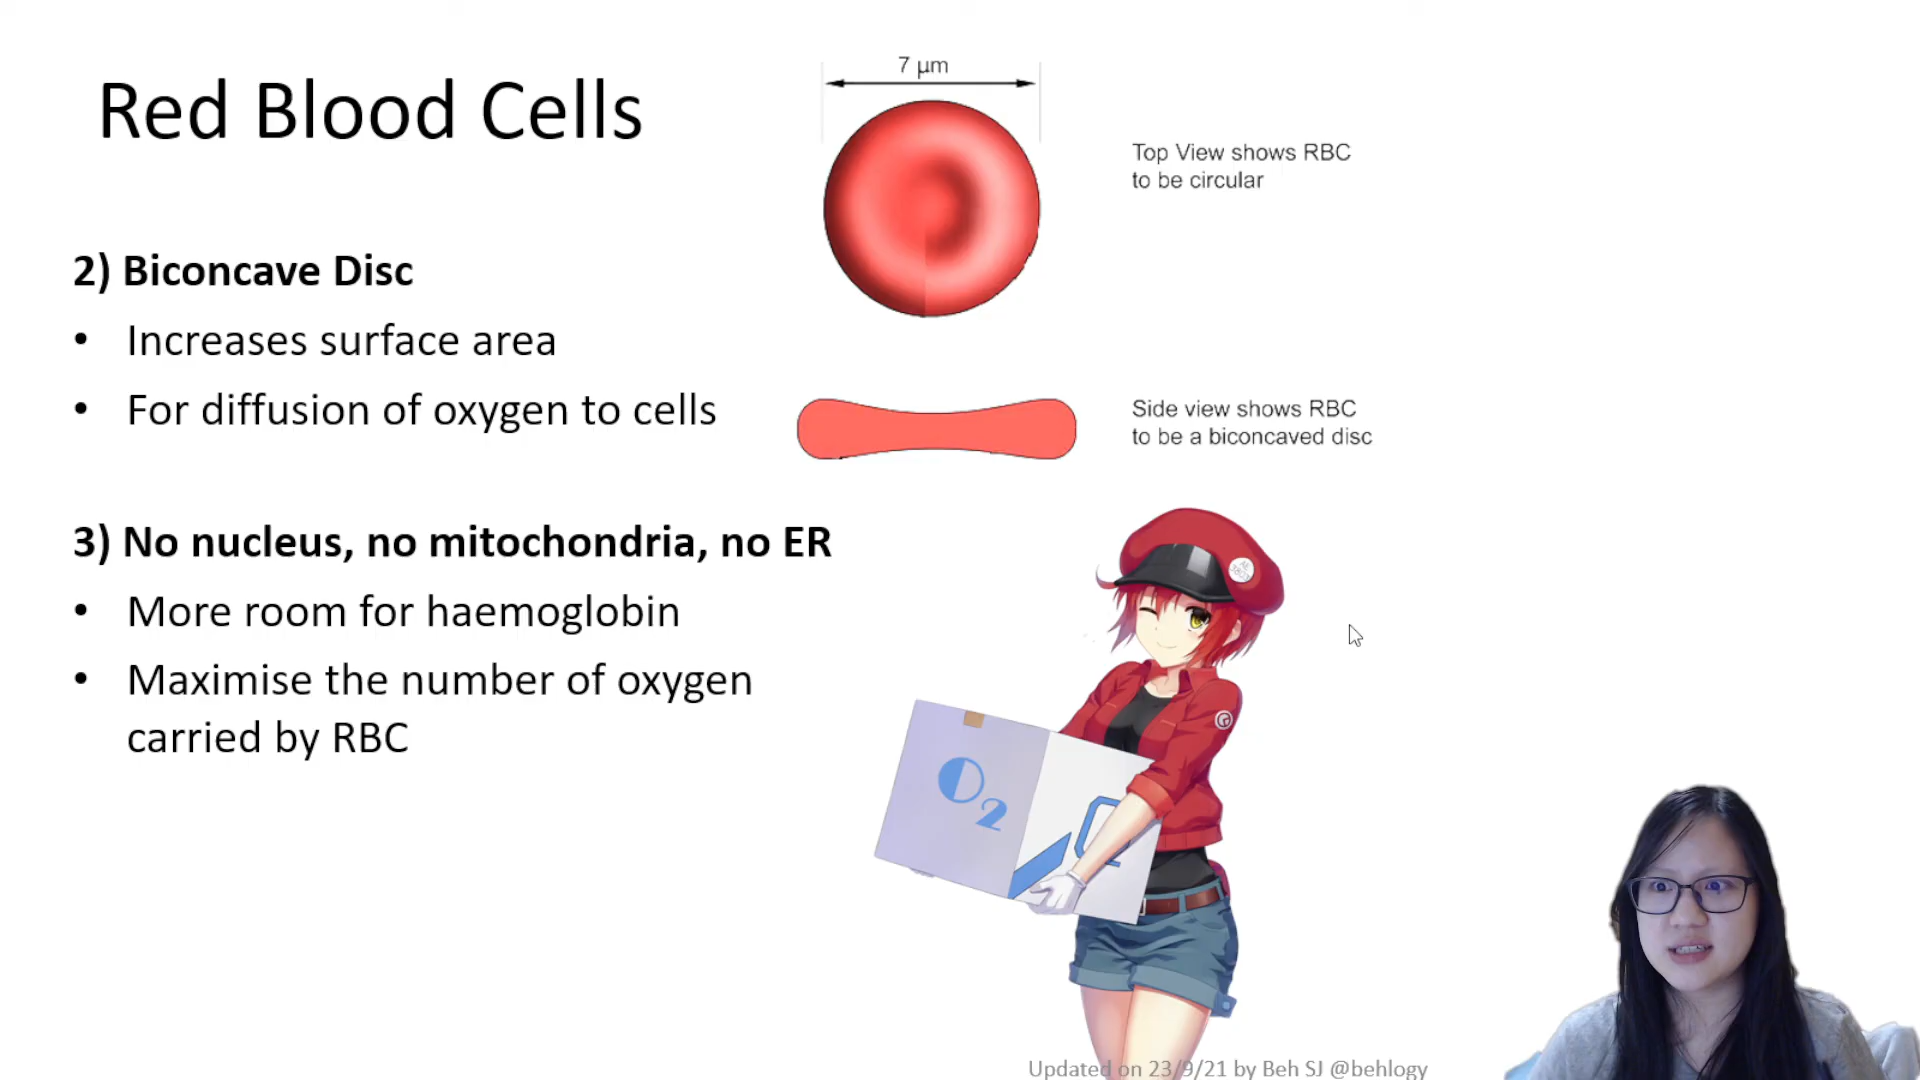 Red Blood Cells
7 µm
Top View shows RBC
to be circular
2) Biconcave Disc
• Increases surface area
• For diffusion of oxygen to cells
Side view shows RBC
to be a biconcaved disc
3) No nucleus, no mitochondria, no ER
• More room for haemoglobin
• Maximise the number of oxygen
carried by RBC
AE
3803
O2
Updated on 23/9/21 by Beh SJ @behlogy